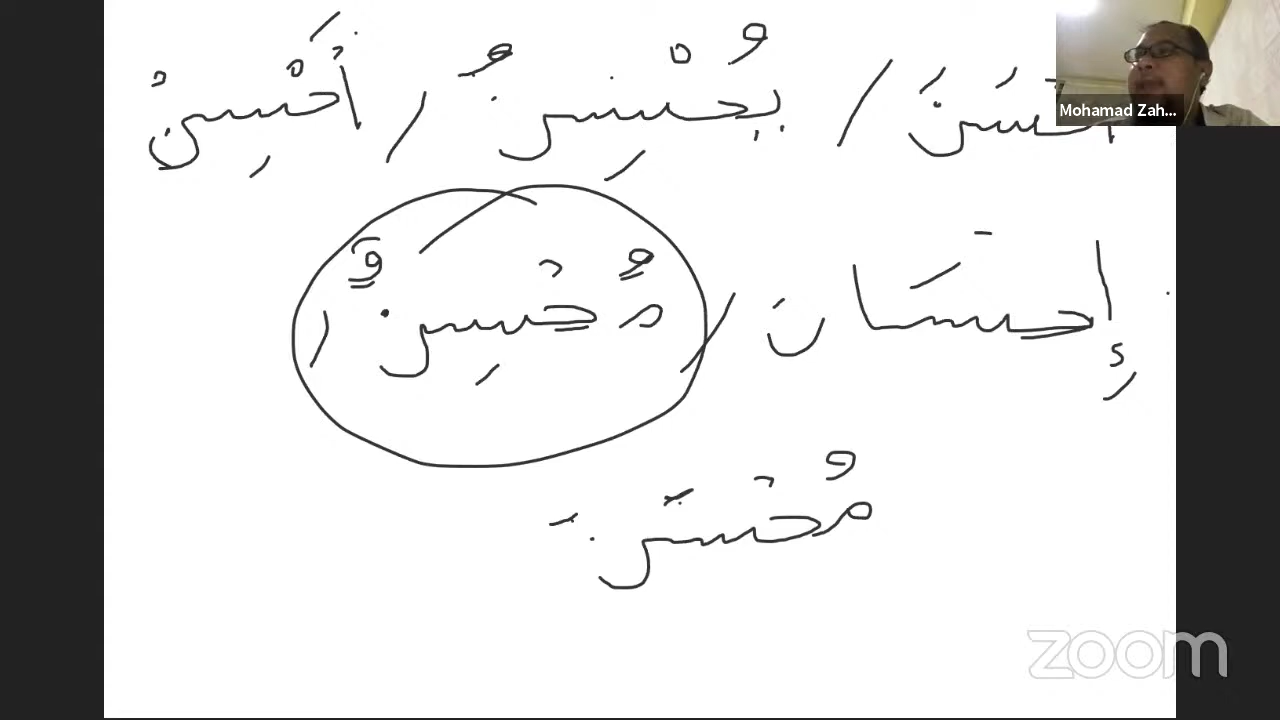 Mohamad Zah...
أَحْسَنَ / يُحْسِنُ / أَحْسِنْ
إِحْسَان / مُحْسِنٌ /
مُحْسَنَ
zoom